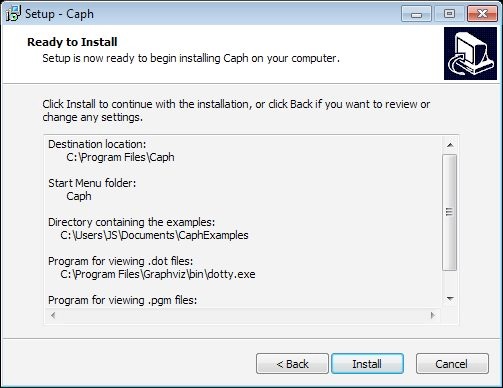 Setup - Caph
Ready to Install
Setup is now ready to begin installing Caph on your computer.
Click Install to continue with the installation, or click Back if you want to review or
change any settings.
Destination location:
C:\Program Files\Caph
Start Menu folder:
Caph
Directory containing the examples:
C:\Users\JS\Documents\CaphExamples
Program for viewing .dot files:
C:\Program Files\Graphviz\bin\dotty.exe
Program for viewing .pgm files:
< Back
Install
Cancel